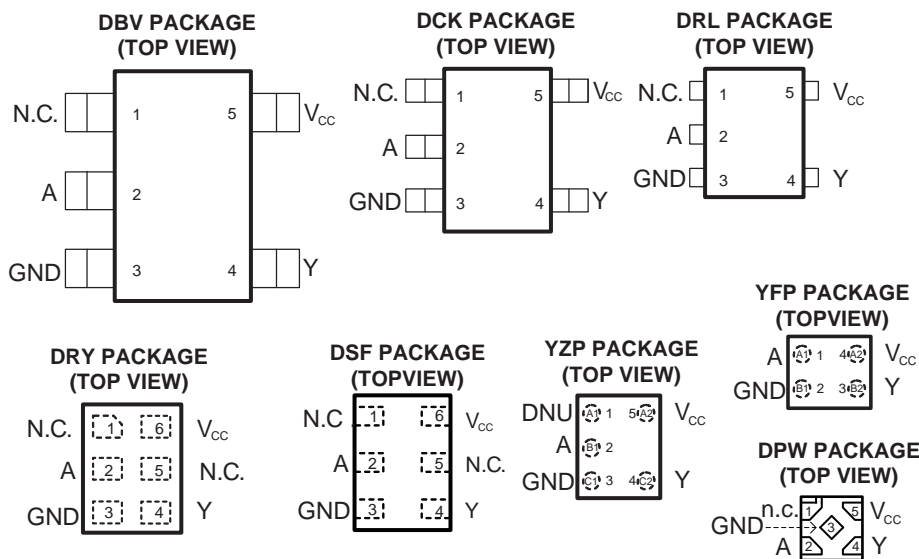 DBV PACKAGE
(TOP VIEW)
N.C. 1 5 VCC
A 2
GND 3 4 Y
DCK PACKAGE
(TOP VIEW)
N.C. 1 5 VCC
A 2
GND 3 4 Y
DRL PACKAGE
(TOP VIEW)
N.C. 1 5 VCC
A 2
GND 3 4 Y
DRY PACKAGE
(TOP VIEW)
N.C. 1 6 VCC
A 2 5 N.C.
GND 3 4 Y
DSF PACKAGE
(TOPVIEW)
N.C 1 6 VCC
A 2 5 N.C.
GND 3 4 Y
YZP PACKAGE
(TOP VIEW)
DNU A1 1 5 A2 VCC
A B1 2
GND C1 3 4 C2 Y
YFP PACKAGE
(TOPVIEW)
A A1 1 4 A2 VCC
GND B1 2 3 B2 Y
DPW PACKAGE
(TOP VIEW)
n.c. 1 5 VCC
GND 3
A 2 4 Y